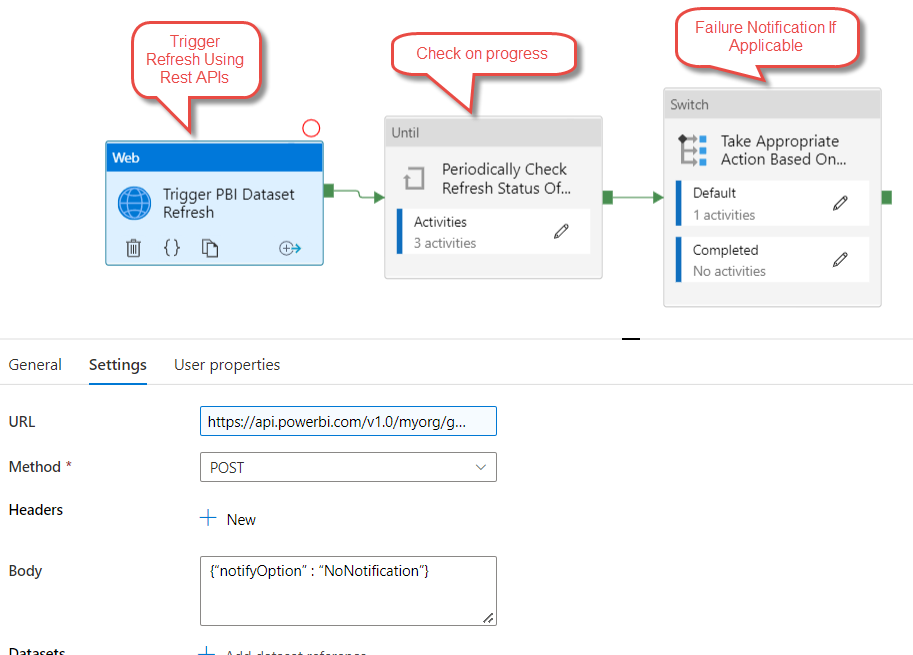 Trigger
Refresh Using
Rest APIs
Check on progress
Failure Notification If
Applicable
Web
Trigger PBI Dataset
Refresh
{}
Until
Periodically Check
Refresh Status Of...
Activities
3 activities
Switch
Take Appropriate
Action Based On...
Default
1 activities
Completed
No activities
General Settings User properties
URL https://api.powerbi.com/v1.0/myorg/g...
Method * POST
Headers
+ New
Body {“notifyOption” : “NoNotification”}
Datasets + Add dataset reference